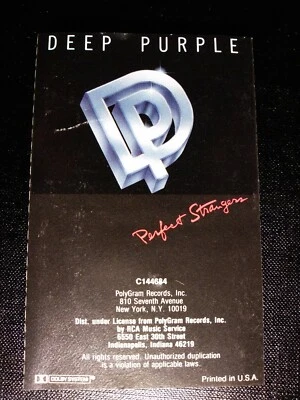 DEEP PURPLE
DP
Perfect Strangers
C144684
PolyGram Records, Inc.
810 Seventh Avenue
New York, N.Y. 10019
Dist. under License from PolyGram Records, Inc.
by RCA Music Service
6550 East 30th Street
Indianapolis, Indiana 46219
All rights reserved. Unauthorized duplication
is a violation of applicable laws.
DOLBY SYSTEM
Printed in U.S.A.